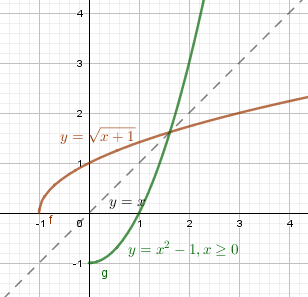 4
3
2
y = √x + 1
1
y = x
-1 f 0 1 2 3 4
y = x² − 1, x ≥ 0
-1
g